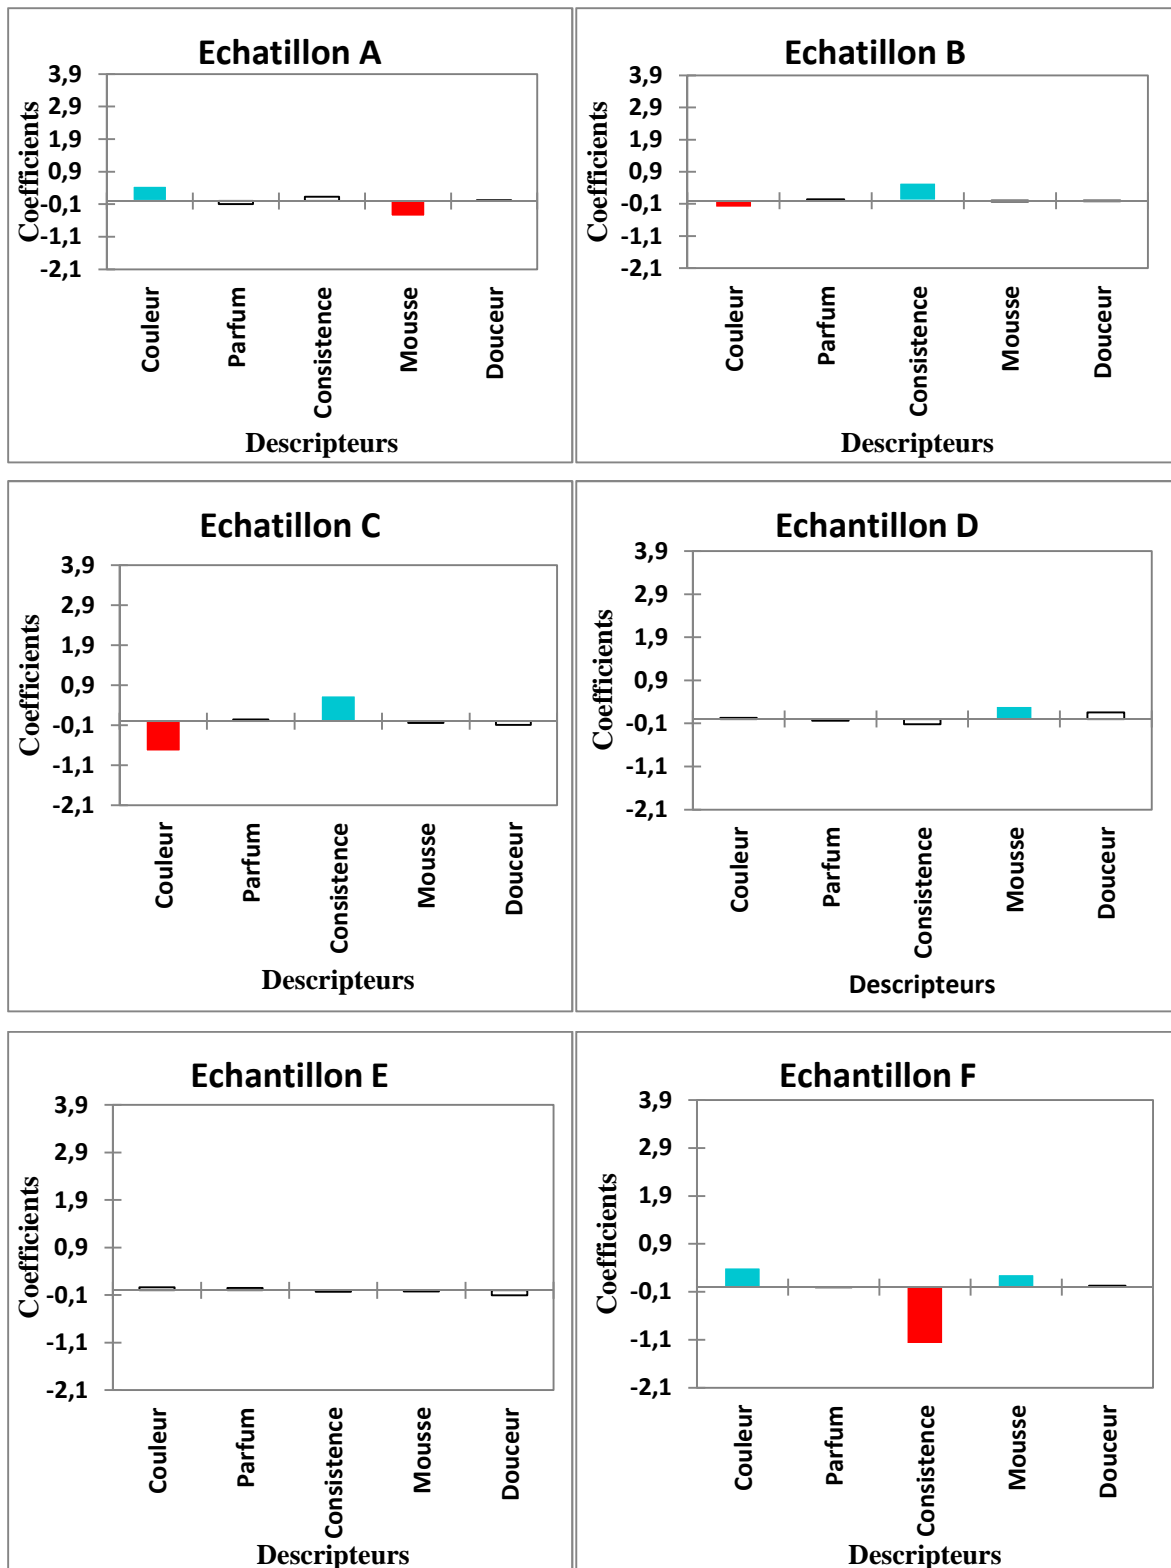 Echatillon A
3,9
2,9
1,9
0,9
-0,1
-1,1
-2,1
Coefficients
Couleur
Parfum
Consistence
Mousse
Douceur
Descripteurs
Echatillon B
3,9
2,9
1,9
0,9
-0,1
-1,1
-2,1
Coefficients
Couleur
Parfum
Consistence
Mousse
Douceur
Descripteurs
Echatillon C
3,9
2,9
1,9
0,9
-0,1
-1,1
-2,1
Coefficients
Couleur
Parfum
Consistence
Mousse
Douceur
Descripteurs
Echantillon D
3,9
2,9
1,9
0,9
-0,1
-1,1
-2,1
Coefficients
Couleur
Parfum
Consistence
Mousse
Douceur
Descripteurs
Echantillon E
3,9
2,9
1,9
0,9
-0,1
-1,1
-2,1
Coefficients
Couleur
Parfum
Consistence
Mousse
Douceur
Descripteurs
Echantillon F
3,9
2,9
1,9
0,9
-0,1
-1,1
-2,1
Coefficients
Couleur
Parfum
Consistence
Mousse
Douceur
Descripteurs